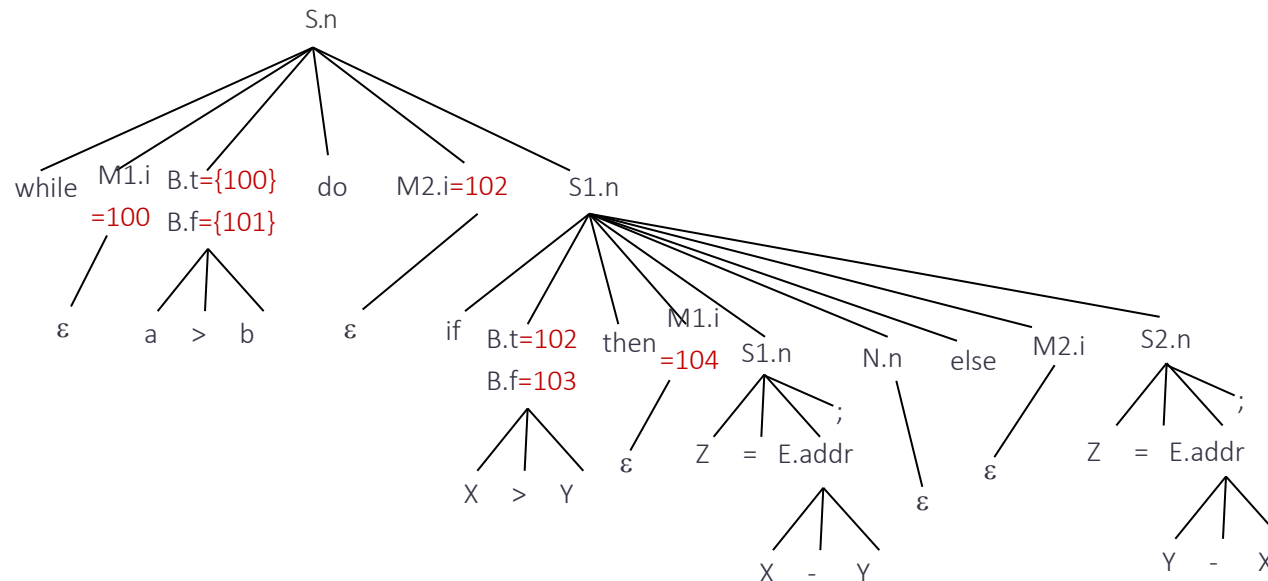 S.n
while M1.i B.t={100} do M2.i=102 S1.n
=100 B.f={101}
ε a > b ε if B.t=102 then M1.i S1.n N.n else M2.i S2.n
B.f=103 =104
; ;
X > Y ε Z = E.addr ε ε Z = E.addr
X - Y Y - X